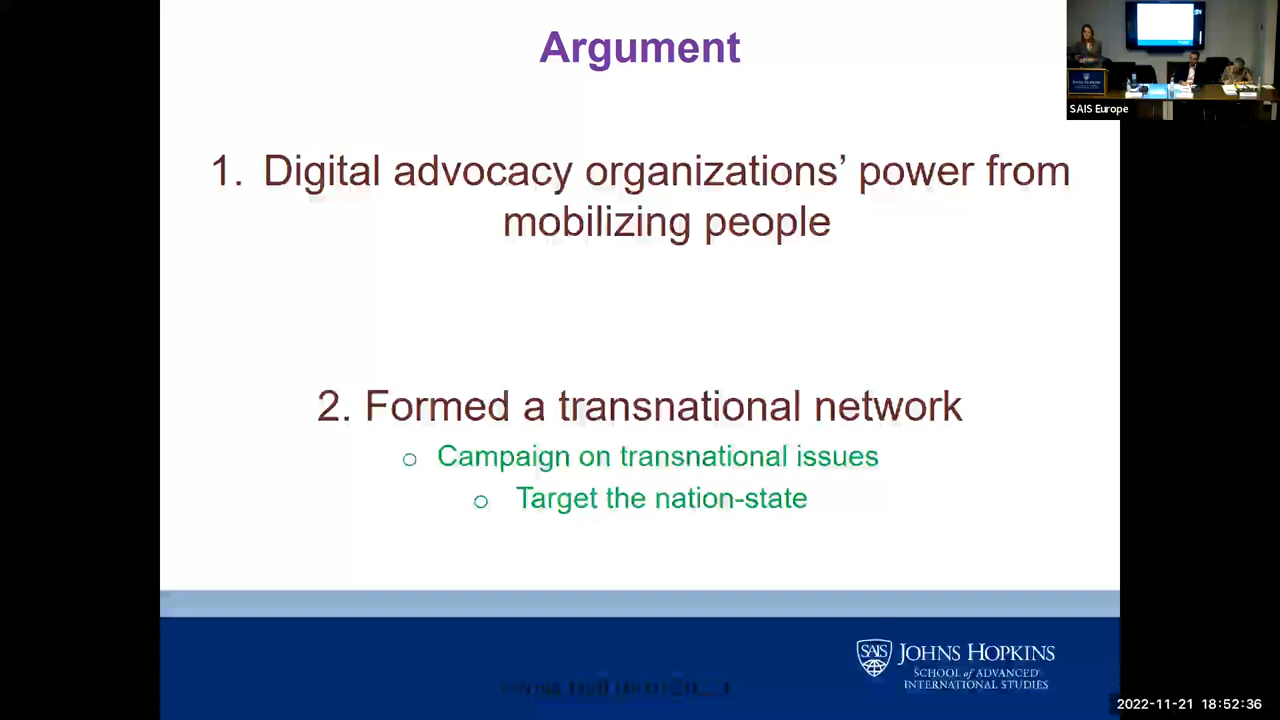 Argument
SAIS Europe
1. Digital advocacy organizations’ power from
mobilizing people
2. Formed a transnational network
o Campaign on transnational issues
o Target the nation-state
SAIS
JOHNS HOPKINS
SCHOOL of ADVANCED
INTERNATIONAL STUDIES
2022-11-21 18:52:36